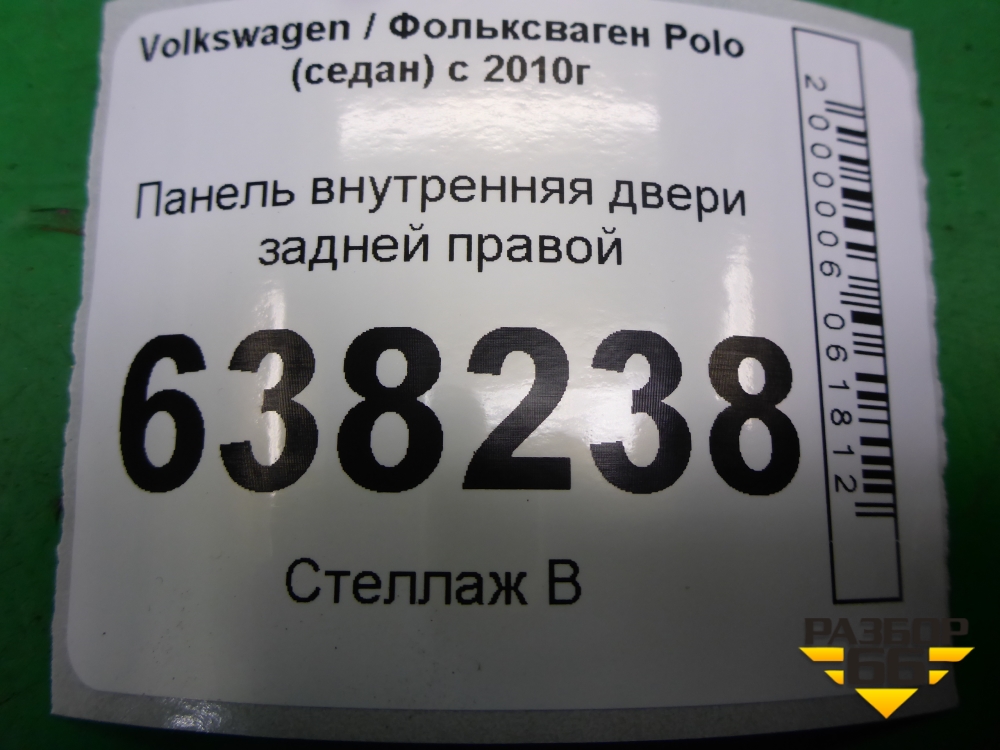 Volkswagen / Фольксваген Polo
(седан) с 2010г
Панель внутренняя двери
задней правой
638238
Стеллаж В
2000006061812
РАЗБОР
66